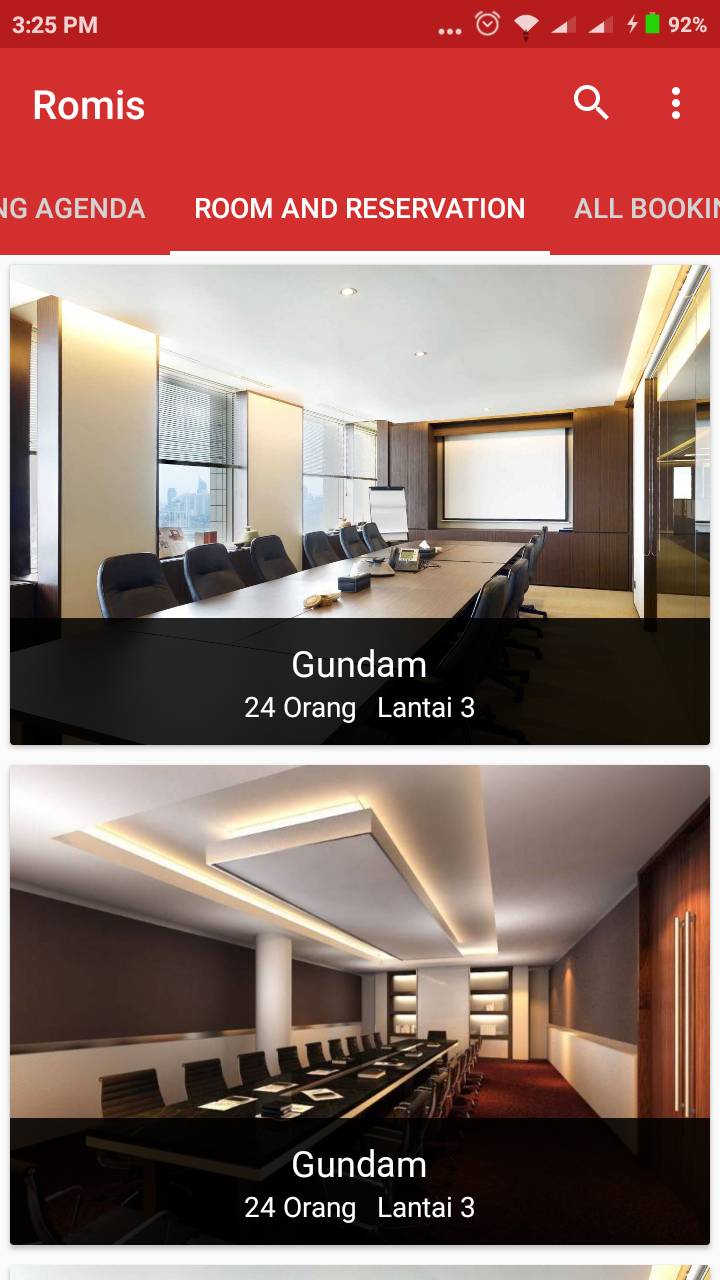 3:25 PM
92%
Romis
NG AGENDA
ROOM AND RESERVATION
ALL BOOKIN
Gundam
24 Orang Lantai 3
Gundam
24 Orang Lantai 3